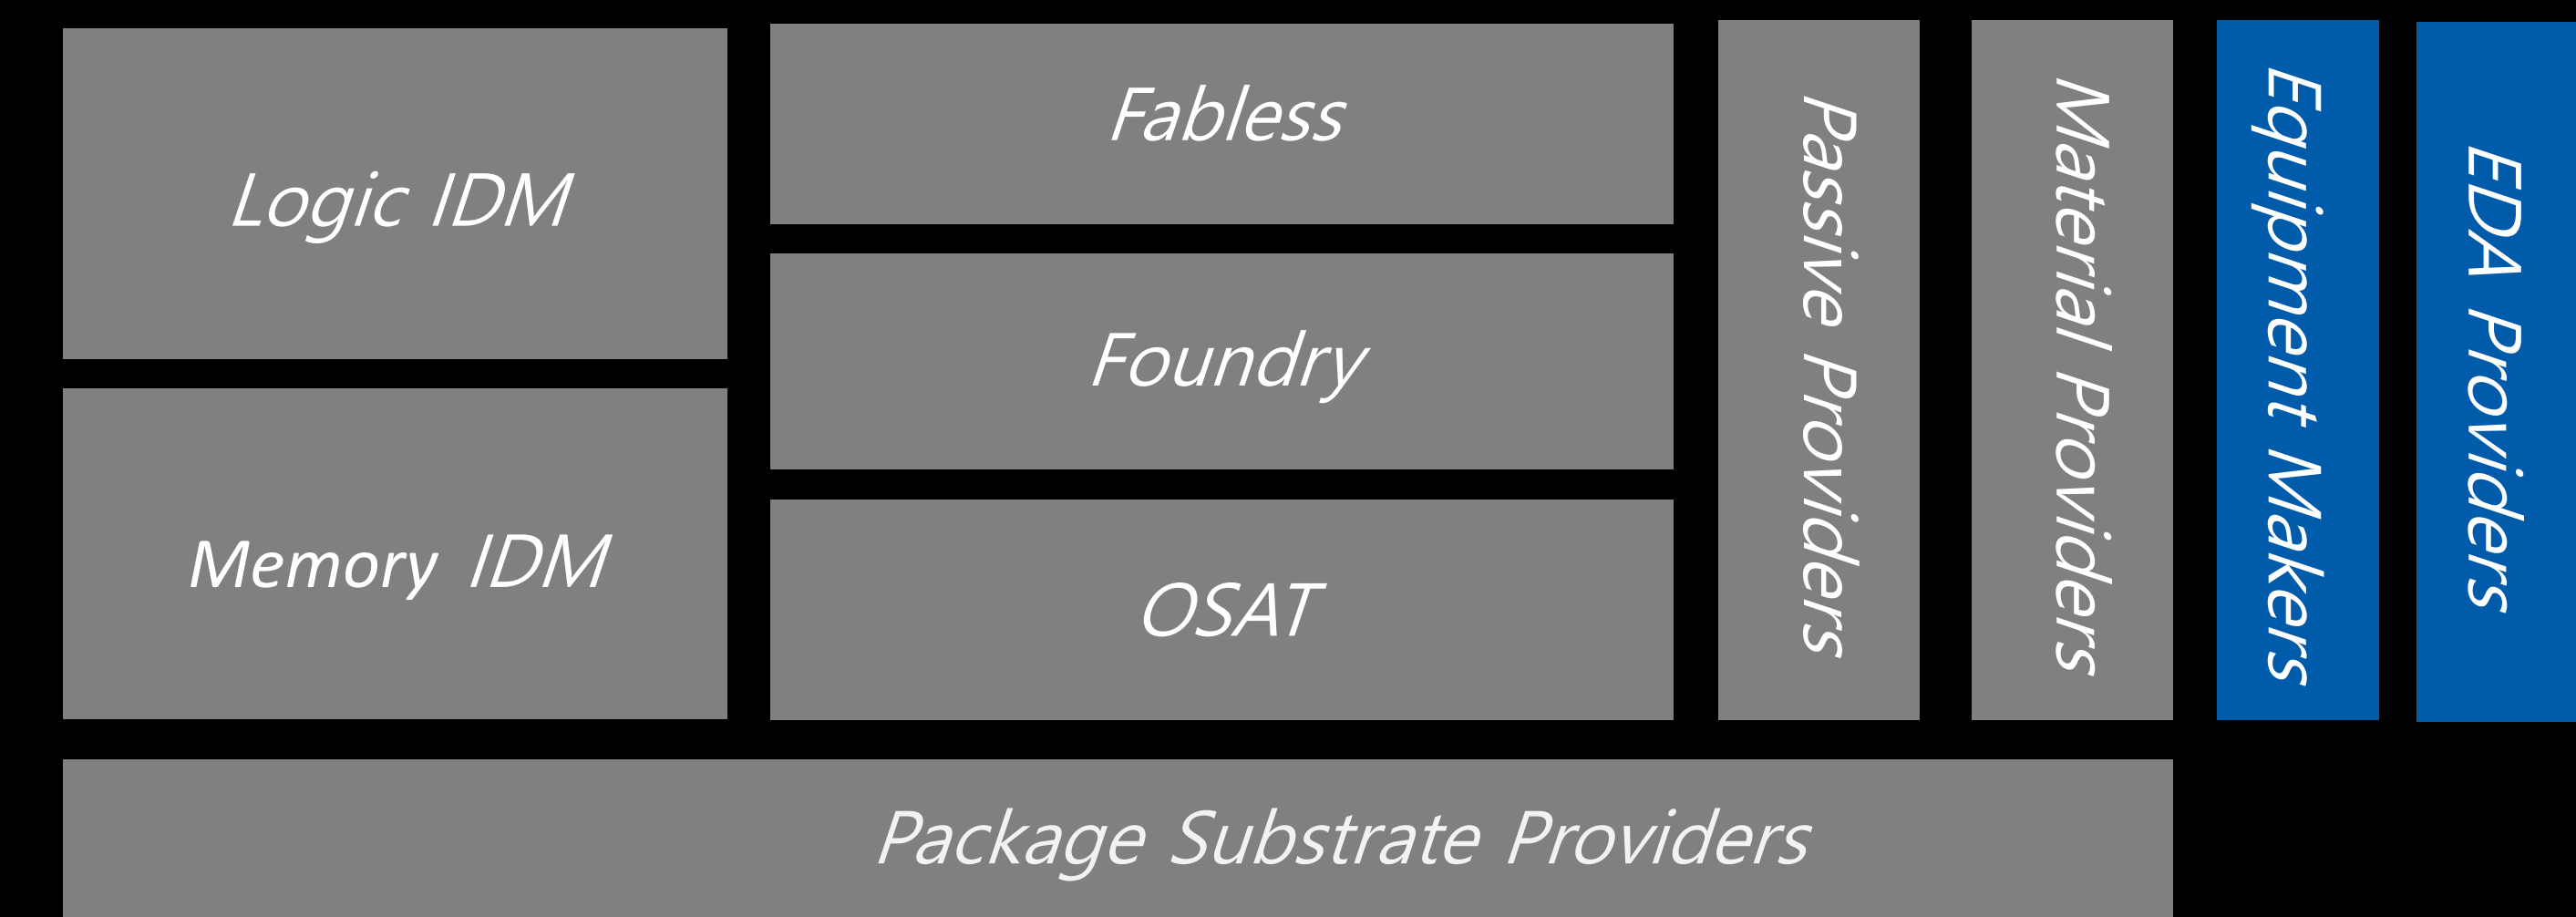 Logic IDM
Memory IDM
Fabless
Foundry
OSAT
Passive Providers
Material Providers
Equipment Makers
EDA Providers
Package Substrate Providers